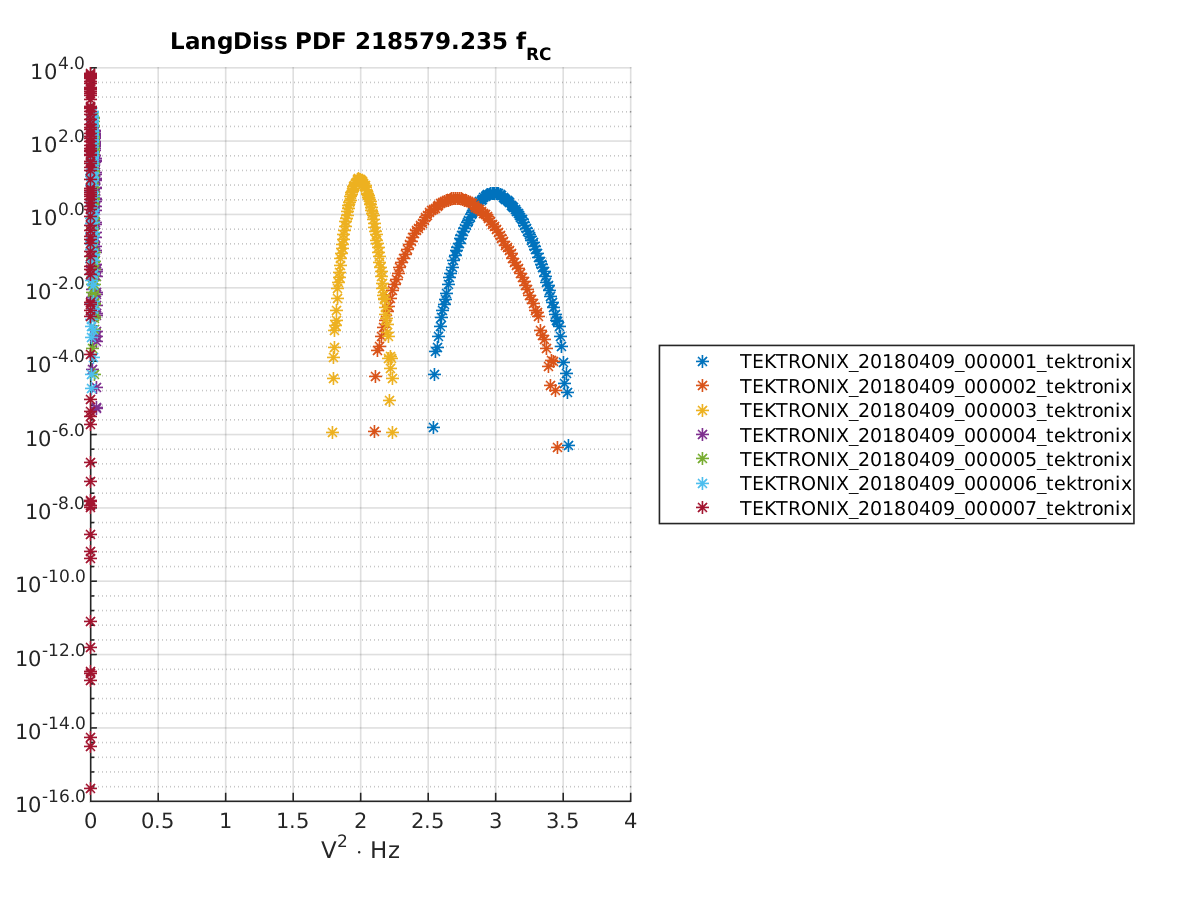 LangDiss PDF 218579.235 f_RC
10^4.0
10^2.0
10^0.0
10^-2.0
10^-4.0
10^-6.0
10^-8.0
10^-10.0
10^-12.0
10^-14.0
10^-16.0
0 0.5 1 1.5 2 2.5 3 3.5 4
V^2 · Hz
TEKTRONIX_20180409_000001_tektronix
TEKTRONIX_20180409_000002_tektronix
TEKTRONIX_20180409_000003_tektronix
TEKTRONIX_20180409_000004_tektronix
TEKTRONIX_20180409_000005_tektronix
TEKTRONIX_20180409_000006_tektronix
TEKTRONIX_20180409_000007_tektronix